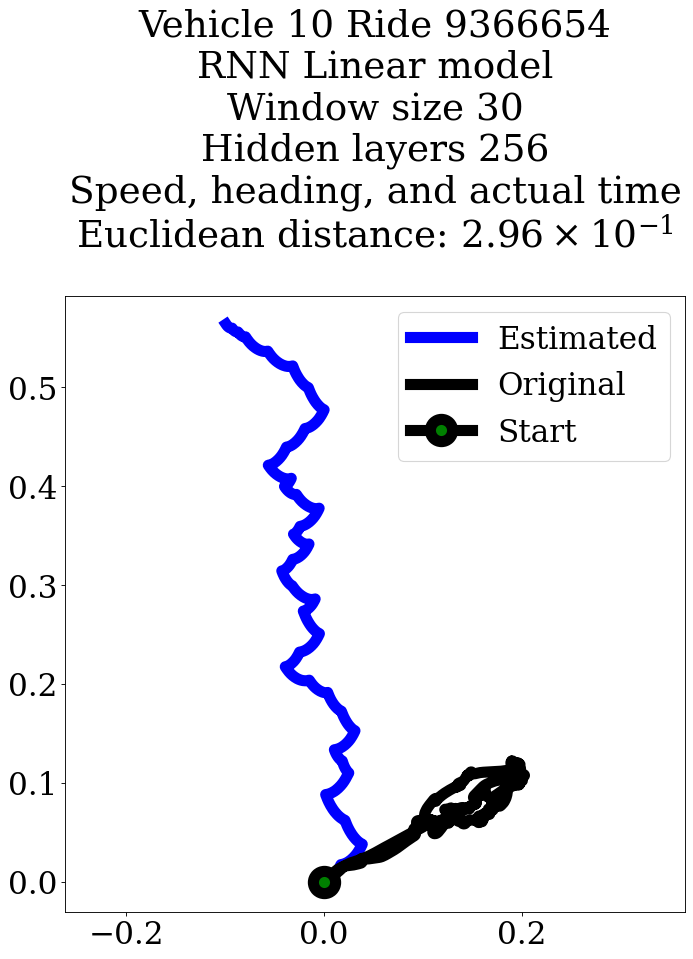 Vehicle 10 Ride 9366654
RNN Linear model
Window size 30
Hidden layers 256
Speed, heading, and actual time
Euclidean distance: 2.96 × 10⁻¹
Estimated
Original
Start
0.5
0.4
0.3
0.2
0.1
0.0
−0.2
0.0
0.2